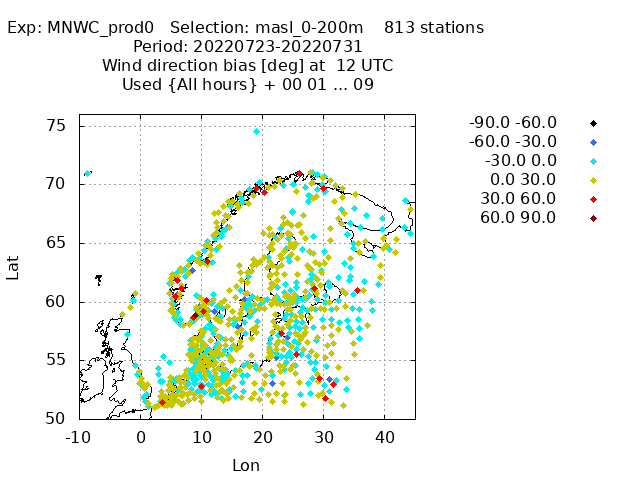 Exp: MNWC_prod0   Selection: masl_0-200m    813 stations
Period: 20220723-20220731
Wind direction bias [deg] at  12 UTC
Used {All hours} + 00 01 ... 09
-90.0 -60.0
-60.0 -30.0
-30.0 0.0
0.0 30.0
30.0 60.0
60.0 90.0
75
70
65
60
55
50
Lat
-10 0 10 20 30 40
Lon